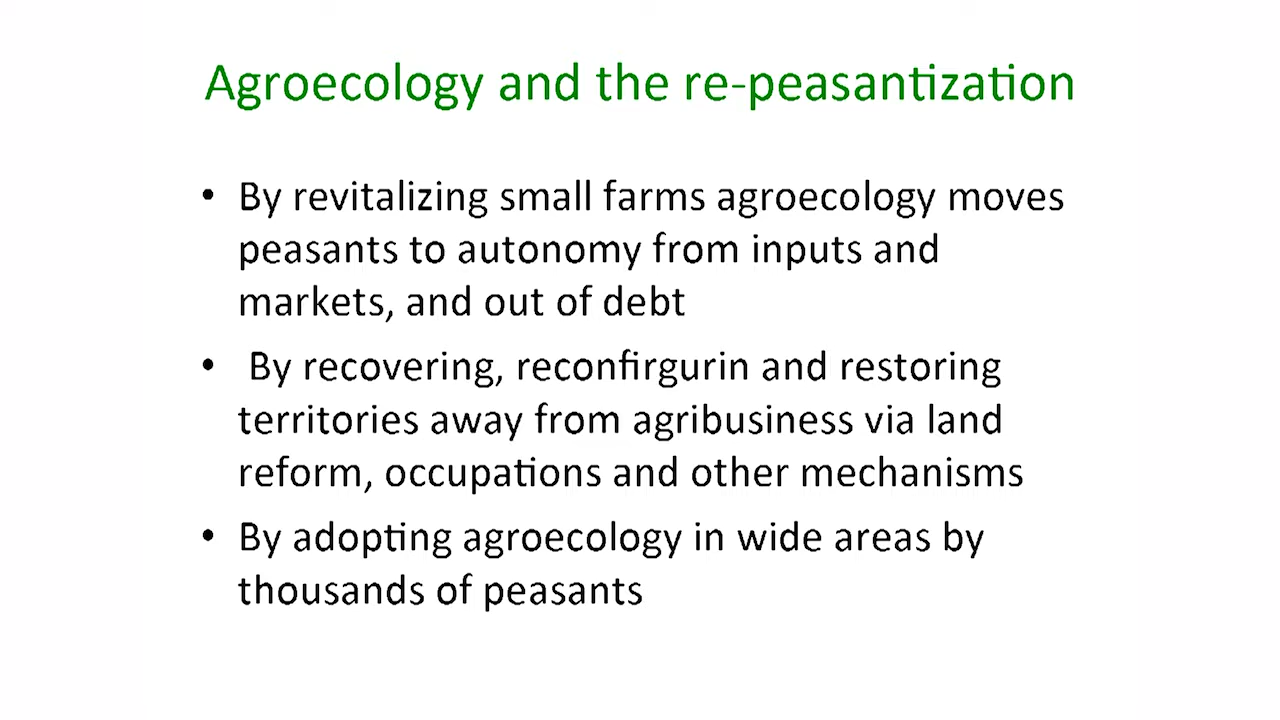 Agroecology and the re-peasantization
• By revitalizing small farms agroecology moves
peasants to autonomy from inputs and
markets, and out of debt
• By recovering, reconfirgurin and restoring
territories away from agribusiness via land
reform, occupations and other mechanisms
• By adopting agroecology in wide areas by
thousands of peasants